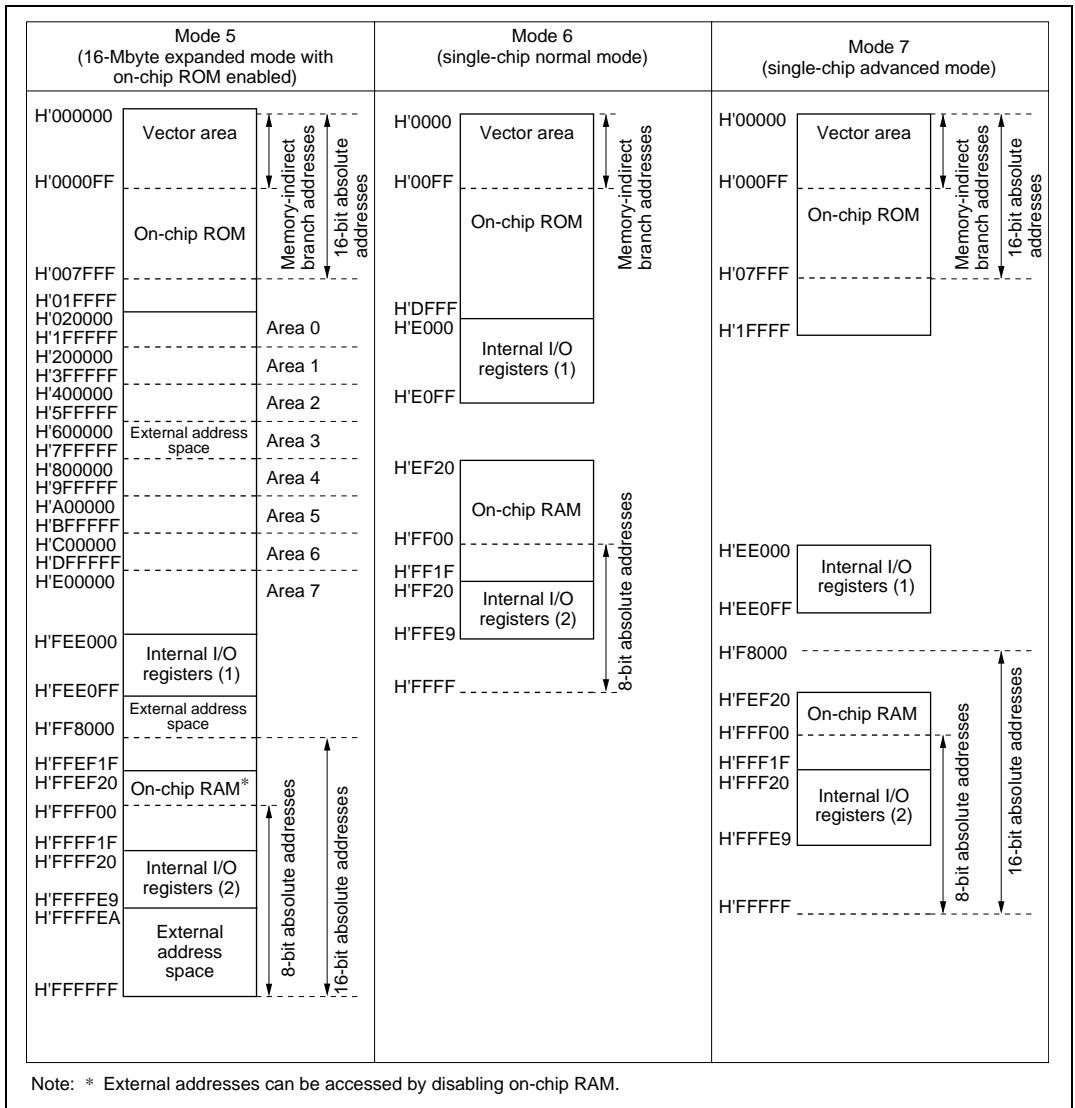 Mode 5
(16-Mbyte expanded mode with
on-chip ROM enabled)
H'000000
Vector area
H'0000FF
On-chip ROM
H'007FFF
H'01FFFF
H'020000
H'1FFFFF
H'200000
H'3FFFFF
H'400000
H'5FFFFF
H'600000
H'7FFFFF
H'800000
H'9FFFFF
H'A00000
H'BFFFFF
H'C00000
H'DFFFFF
H'E00000
External address
space
Area 0
Area 1
Area 2
Area 3
Area 4
Area 5
Area 6
Area 7
Memory-indirect
branch addresses
16-bit absolute
addresses
H'FEE000
Internal I/O
registers (1)
H'FEE0FF
External address
space
H'FF8000
H'FFEF1F
H'FFEF20
On-chip RAM*
H'FFFF00
H'FFFF1F
H'FFFF20
Internal I/O
registers (2)
H'FFFFE9
H'FFFFEA
External
address
space
H'FFFFFF
8-bit absolute addresses
16-bit absolute addresses
Mode 6
(single-chip normal mode)
H'0000
Vector area
H'00FF
On-chip ROM
Memory-indirect
branch addresses
H'DFFF
H'E000
Internal I/O
registers (1)
H'E0FF
H'EF20
On-chip RAM
H'FF00
H'FF1F
H'FF20
Internal I/O
registers (2)
H'FFE9
H'FFFF
8-bit absolute addresses
Mode 7
(single-chip advanced mode)
H'00000
Vector area
H'000FF
On-chip ROM
H'07FFF
H'1FFFF
Memory-indirect
branch addresses
16-bit absolute
addresses
H'EE000
Internal I/O
registers (1)
H'EE0FF
H'F8000
H'FEF20
On-chip RAM
H'FFF00
H'FFF1F
H'FFF20
Internal I/O
registers (2)
H'FFFE9
H'FFFFF
8-bit absolute addresses
16-bit absolute addresses
Note: * External addresses can be accessed by disabling on-chip RAM.